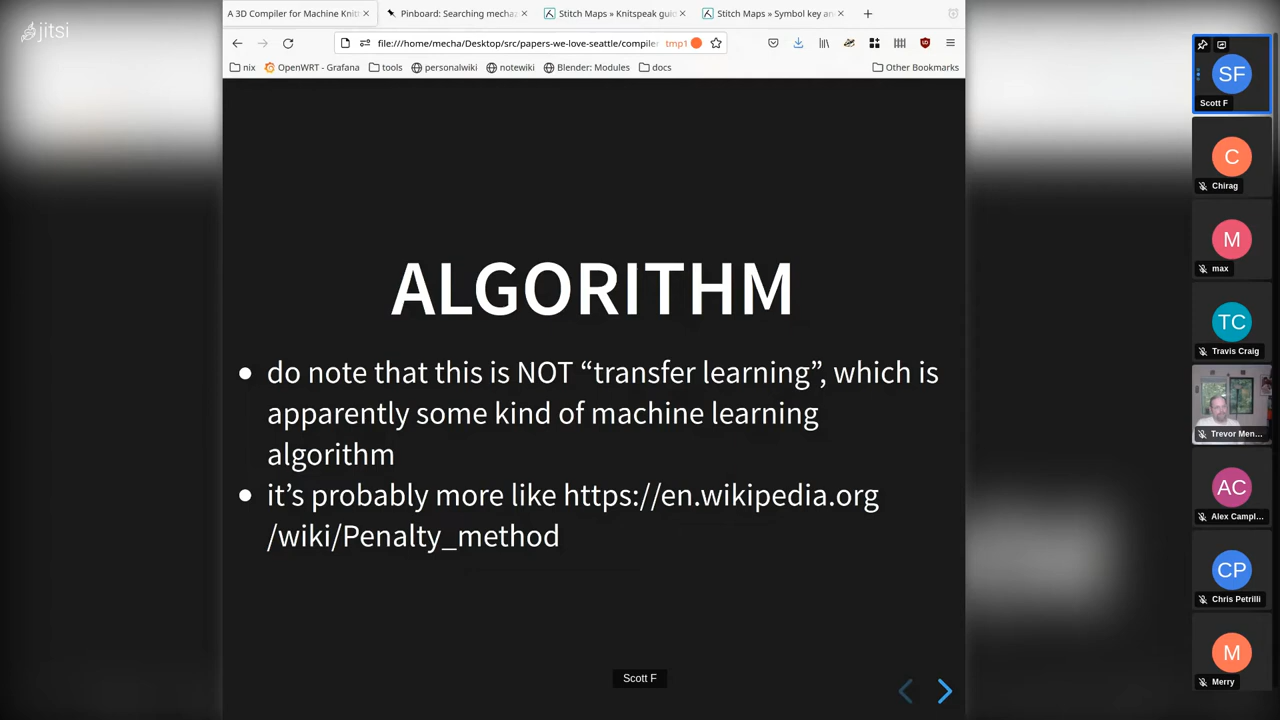 jitsi
A 3D Compiler for Machine Knit
Pinboard: Searching mecha
Stitch Maps » Knitspeak guid
Stitch Maps » Symbol key an
file:///home/mecha/Desktop/src/papers-we-love-seattle/compiler
tmp1
nix
OpenWRT - Grafana
tools
personalwiki
notewiki
Blender: Modules
docs
Other Bookmarks
ALGORITHM
• do note that this is NOT “transfer learning”, which is
apparently some kind of machine learning
algorithm
• it’s probably more like https://en.wikipedia.org
/wiki/Penalty_method
Scott F
SF
Scott F
C
Chirag
M
max
TC
Travis Craig
Trevor Men...
AC
Alex Campl...
CP
Chris Petrilli
M
Merry